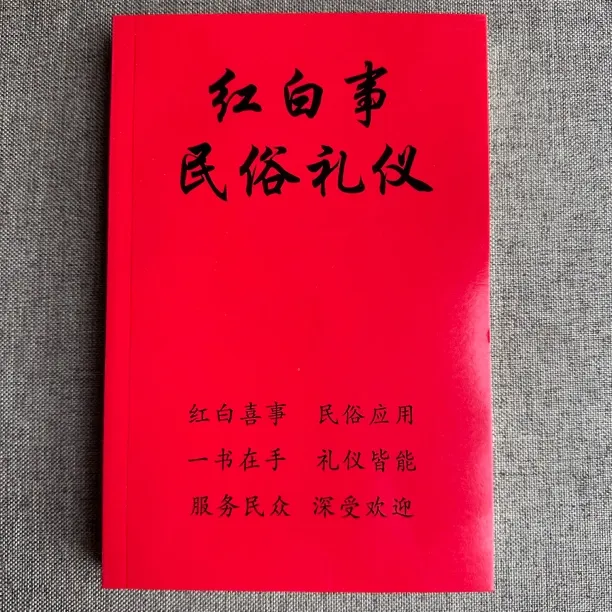 红白事
民俗礼仪
红白喜事 民俗应用
一书在手 礼仪皆能
服务民众 深受欢迎